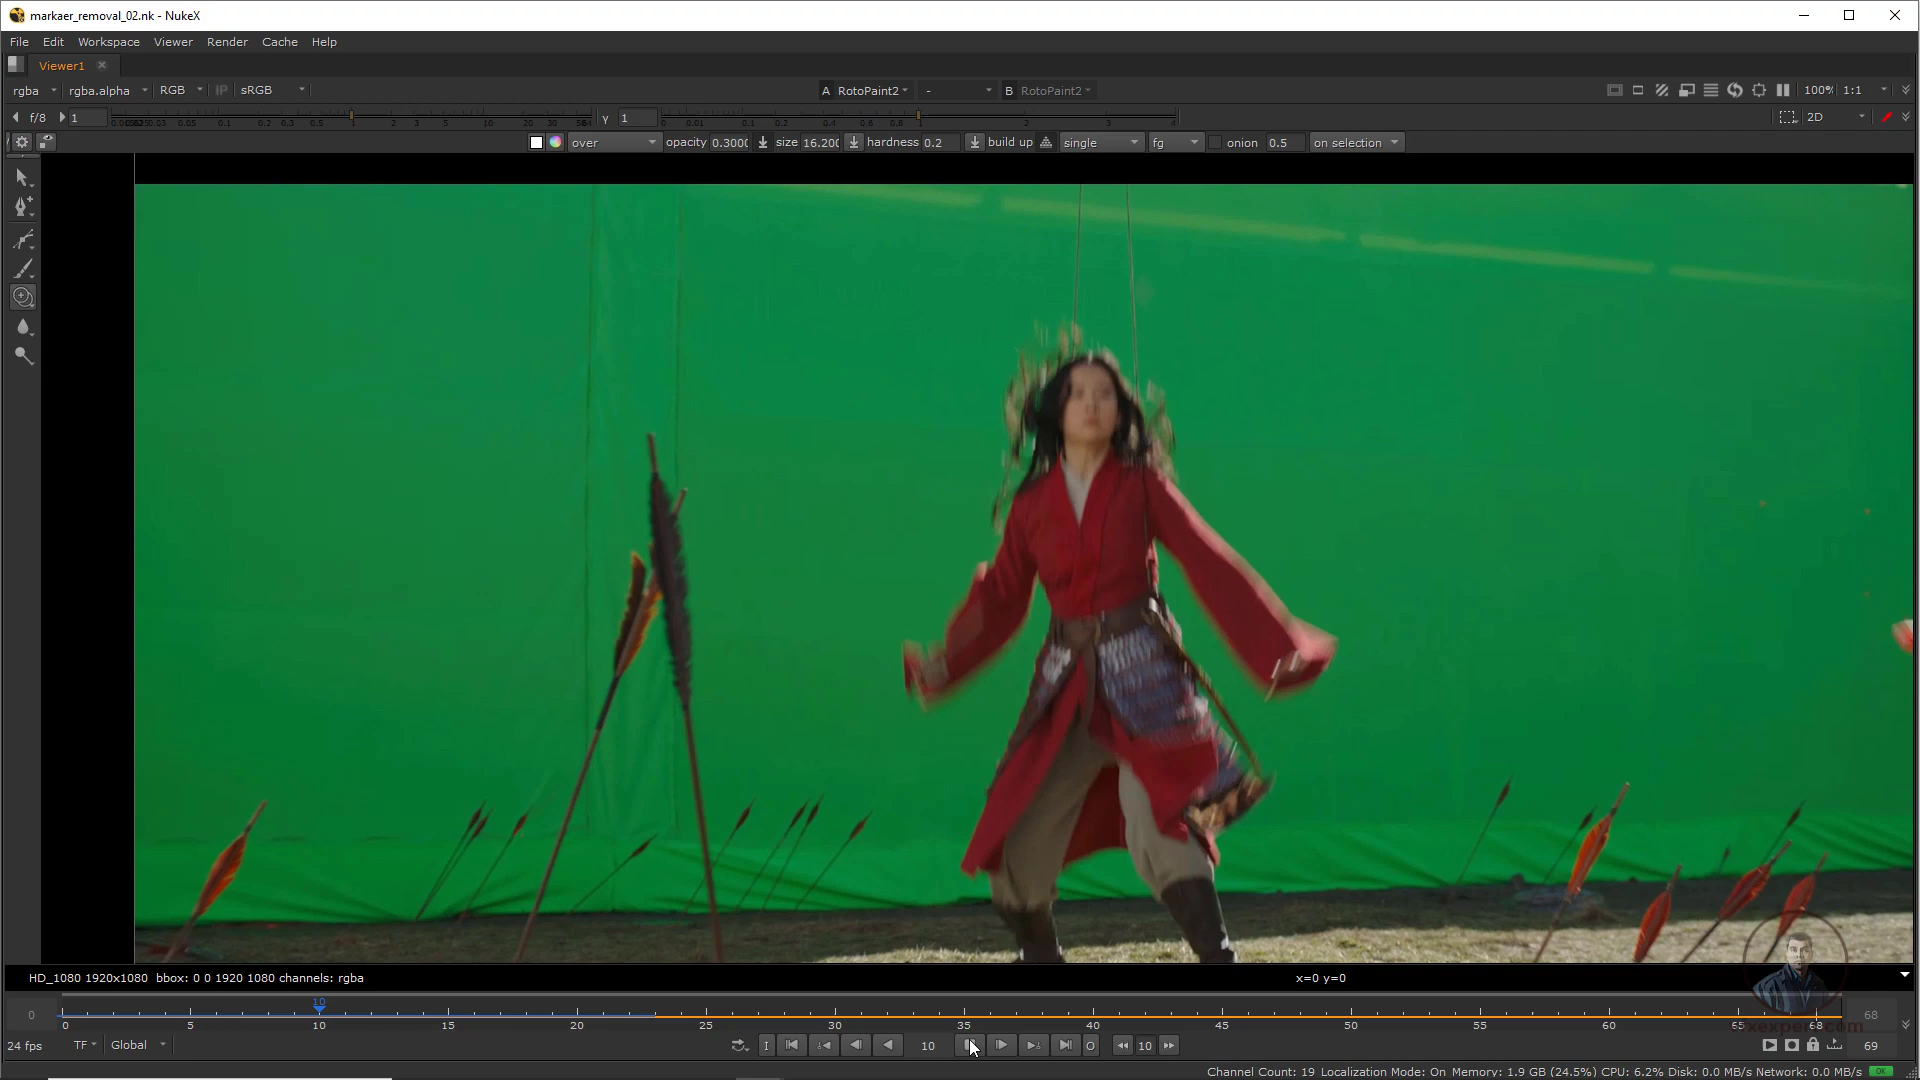 markaer_removal_02.nk - NukeX
File Edit Workspace Viewer Render Cache Help
Viewer1
rgba rgba.alpha RGB IP sRGB A RotoPaint2 - B RotoPaint2 100% 1:1
f/8 1 γ 1 2D
over opacity 0.3000 size 16.200 hardness 0.2 build up single fg onion 0.5 on selection
HD_1080 1920x1080 bbox: 0 0 1920 1080 channels: rgba x=0 y=0
10
0 68
0 5 10 15 20 25 30 35 40 45 50 55 60 65 68
24 fps TF Global I 10 O 10 69
Channel Count: 19 Localization Mode: On Memory: 1.9 GB (24.5%) CPU: 6.2% Disk: 0.0 MB/s Network: 0.0 MB/s OK